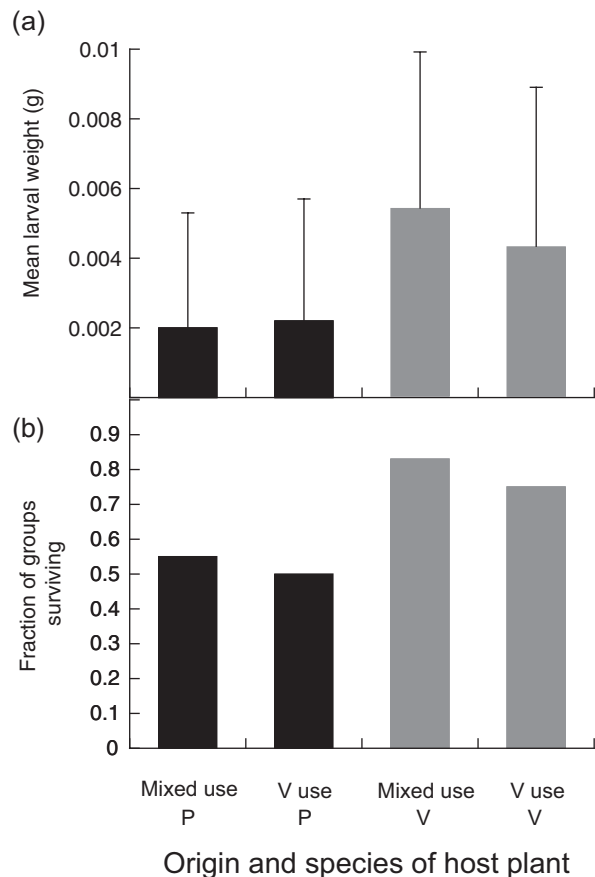 (a)
Mean larval weight (g)
0.01
0.008
0.006
0.004
0.002
(b)
Fraction of groups
surviving
0.9
0.8
0.7
0.6
0.5
0.4
0.3
0.2
0.1
0
Mixed use
P
V use
P
Mixed use
V
V use
V
Origin and species of host plant